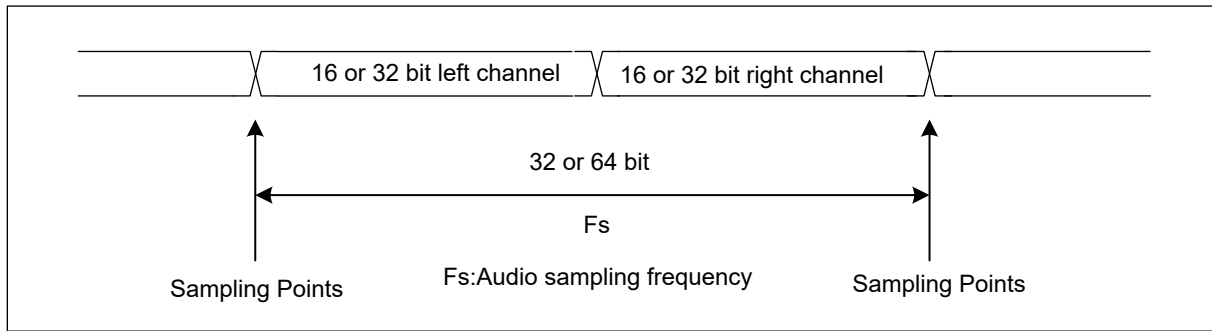 16 or 32 bit left channel
16 or 32 bit right channel
32 or 64 bit
Fs
Fs:Audio sampling frequency
Sampling Points
Sampling Points